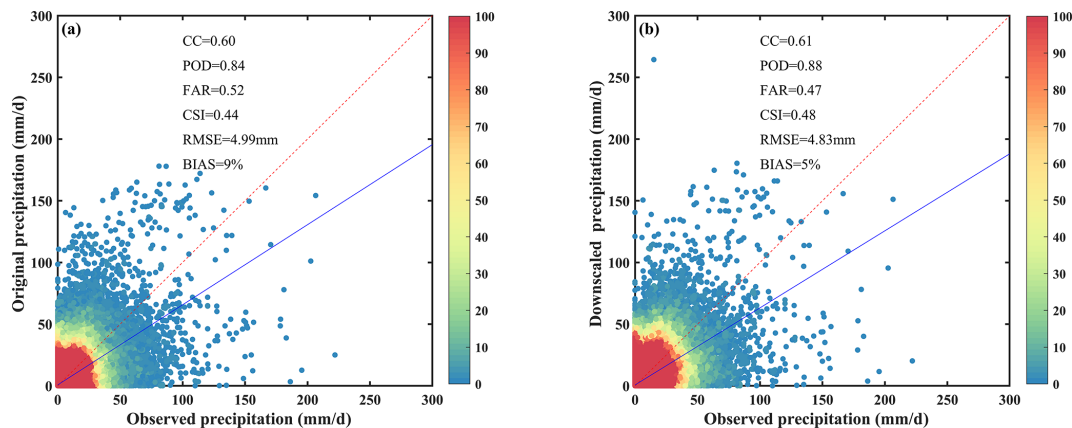 (a)
CC=0.60
POD=0.84
FAR=0.52
CSI=0.44
RMSE=4.99mm
BIAS=9%
Original precipitation (mm/d)
300
250
200
150
100
50
0
0 50 100 150 200 250 300
Observed precipitation (mm/d)
100
90
80
70
60
50
40
30
20
10
0
(b)
CC=0.61
POD=0.88
FAR=0.47
CSI=0.48
RMSE=4.83mm
BIAS=5%
Downscaled precipitation (mm/d)
300
250
200
150
100
50
0
0 50 100 150 200 250 300
Observed precipitation (mm/d)
100
90
80
70
60
50
40
30
20
10
0